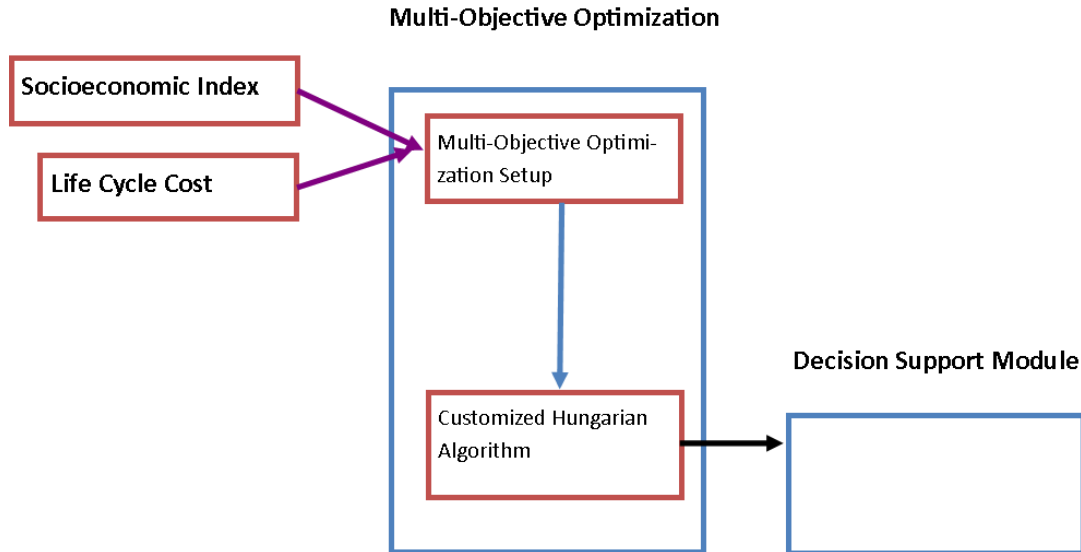 Multi-Objective Optimization
Socioeconomic Index
Life Cycle Cost
Multi-Objective Optimi-
zation Setup
Customized Hungarian
Algorithm
Decision Support Module